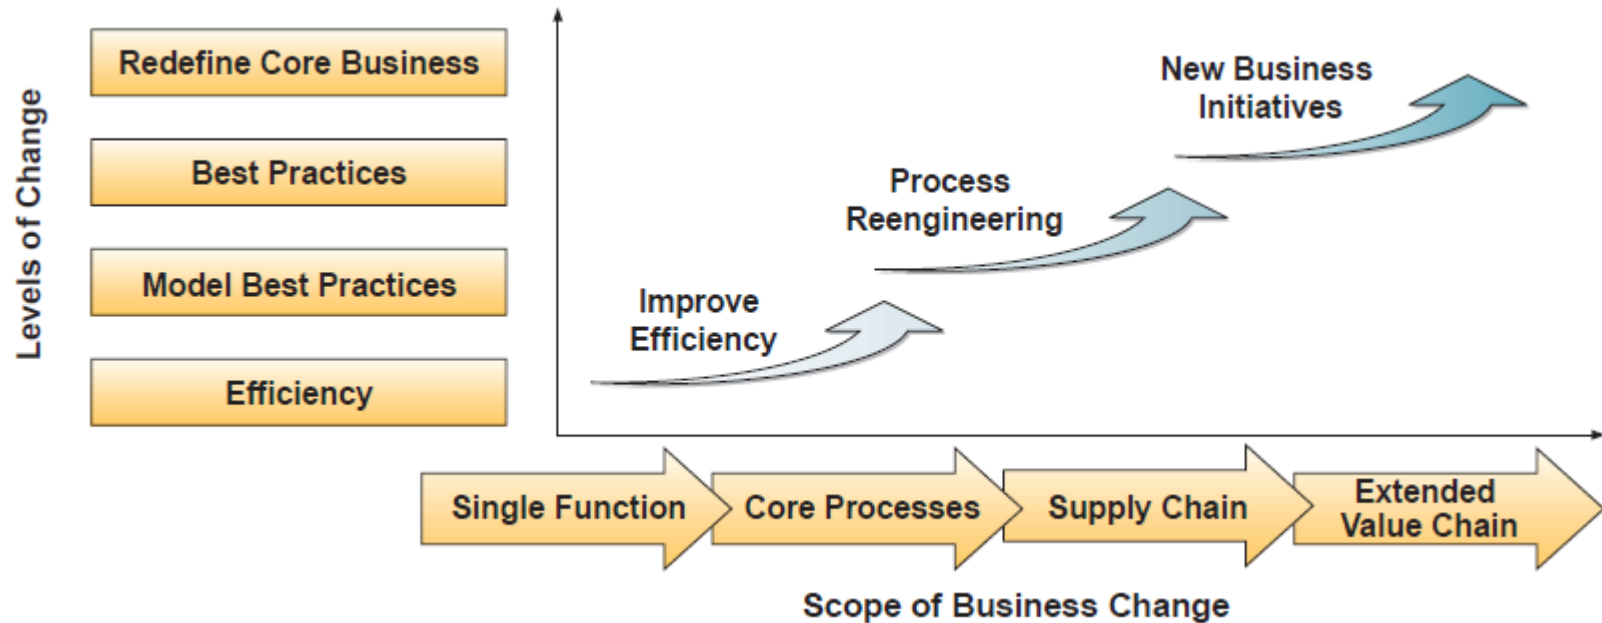 Levels of Change
Redefine Core Business
Best Practices
Model Best Practices
Efficiency
New Business
Initiatives
Process
Reengineering
Improve
Efficiency
Single Function
Core Processes
Supply Chain
Extended
Value Chain
Scope of Business Change